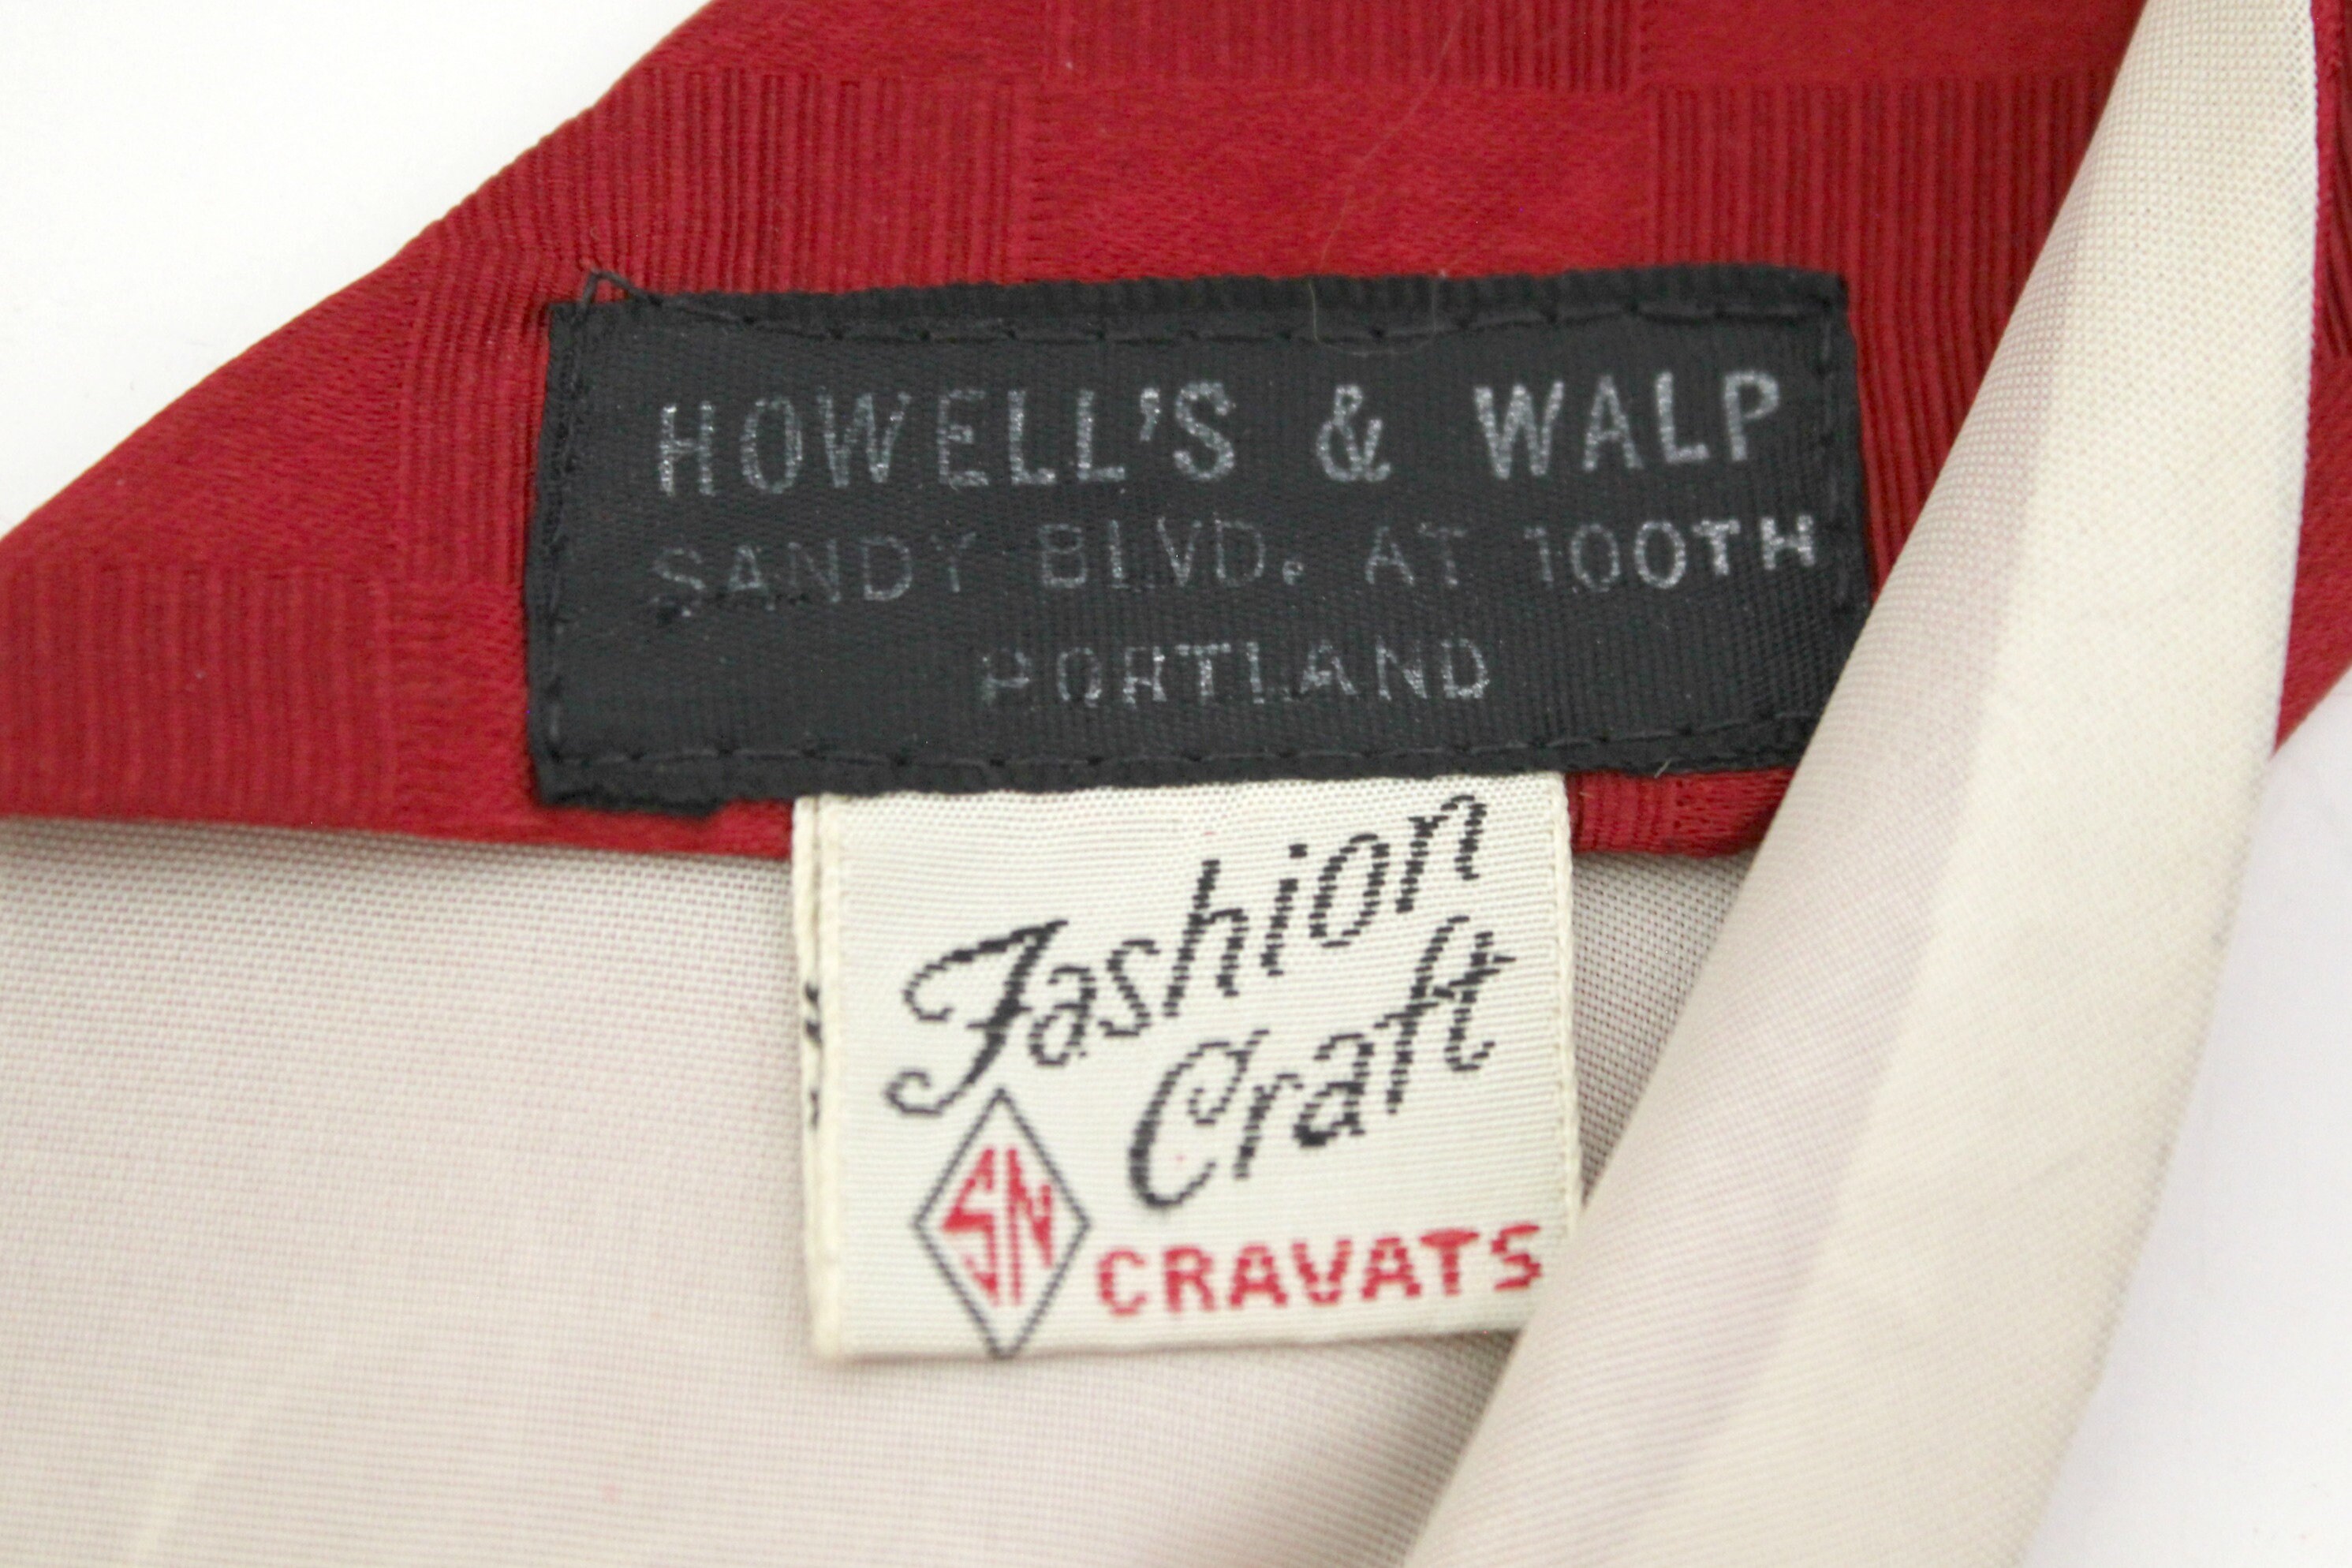 HOWELL'S & WALP
SANDY BLVD. AT 100TH
PORTLAND
Fashion
Craft
SN
CRAVATS